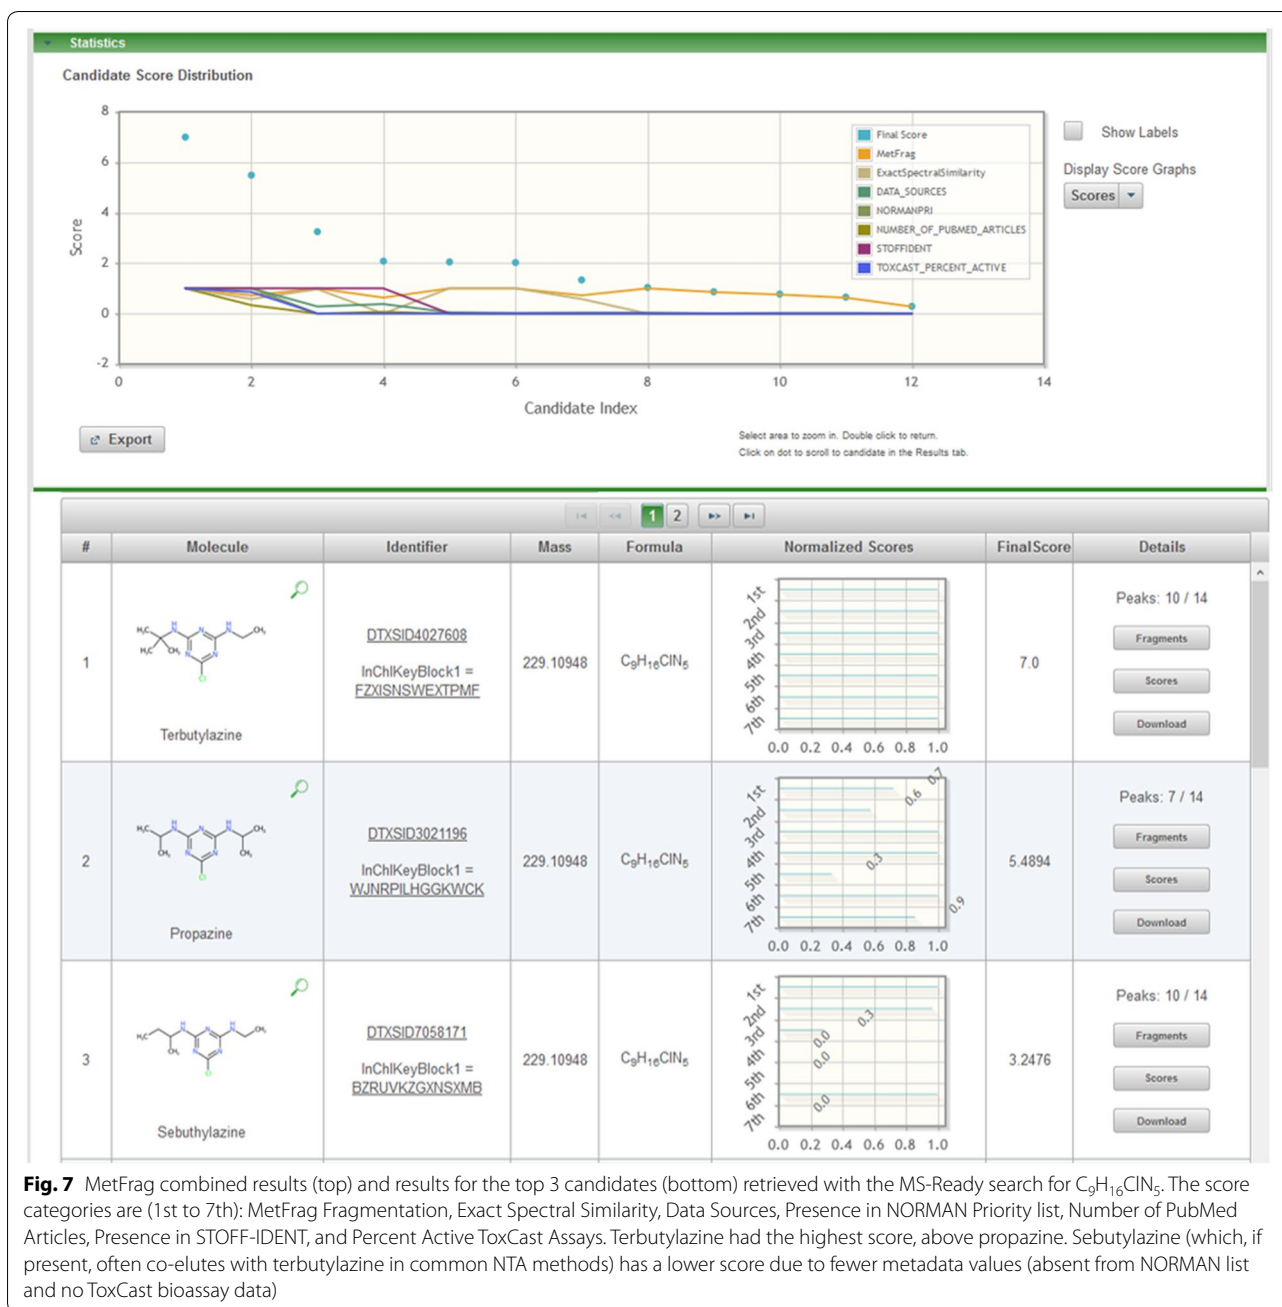 Statistics
Candidate Score Distribution
8
6
4
2
0
-2
Score
0 2 4 6 8 10 12 14
Candidate Index
Final Score
MetFrag
ExactSpectralSimilarity
DATA_SOURCES
NORMANPRI
NUMBER_OF_PUBMED_ARTICLES
STOFFIDENT
TOXCAST_PERCENT_ACTIVE
Show Labels
Display Score Graphs
Scores
Export
Select area to zoom in. Double click to return.
Click on dot to scroll to candidate in the Results tab.
1 2
# Molecule Identifier Mass Formula Normalized Scores FinalScore Details
1
H₃C H₃C CH₃ H N N N N H N CH₃ Cl
Terbutylazine
DTXSID4027608
InChIKeyBlock1 =
FZXISNSWEXTPMF
229.10948
C₉H₁₆ClN₅
1st
2nd
3rd
4th
5th
6th
7th
0.0 0.2 0.4 0.6 0.8 1.0
7.0
Peaks: 10 / 14
Fragments
Scores
Download
2
H₃C CH₃ H N N N N H N CH₃ CH₃ Cl
Propazine
DTXSID3021196
InChIKeyBlock1 =
WJNRPILHGGKWCK
229.10948
C₉H₁₆ClN₅
1st 0.7
2nd 0.6
3rd
4th
5th 0.3
6th
7th 0.9
0.0 0.2 0.4 0.6 0.8 1.0
5.4894
Peaks: 7 / 14
Fragments
Scores
Download
3
H₃C CH₃ H N N N N H N CH₃ Cl
Sebuthylazine
DTXSID7058171
InChIKeyBlock1 =
BZRUVKZGXNSXMB
229.10948
C₉H₁₆ClN₅
1st
2nd
3rd 0.3
4th 0.0
5th 0.0
6th
7th 0.0
0.0 0.2 0.4 0.6 0.8 1.0
3.2476
Peaks: 10 / 14
Fragments
Scores
Download
Fig. 7 MetFrag combined results (top) and results for the top 3 candidates (bottom) retrieved with the MS-Ready search for C₉H₁₆ClN₅. The score
categories are (1st to 7th): MetFrag Fragmentation, Exact Spectral Similarity, Data Sources, Presence in NORMAN Priority list, Number of PubMed
Articles, Presence in STOFF-IDENT, and Percent Active ToxCast Assays. Terbutylazine had the highest score, above propazine. Sebutylazine (which, if
present, often co-elutes with terbutylazine in common NTA methods) has a lower score due to fewer metadata values (absent from NORMAN list
and no ToxCast bioassay data)